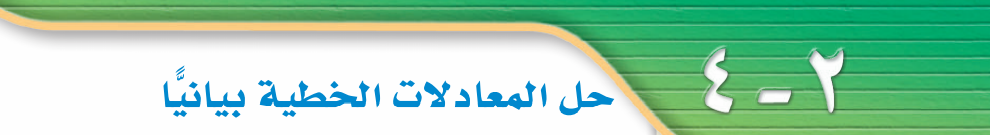 ٢ - ٤
حل المعادلات الخطية بيانيًّا